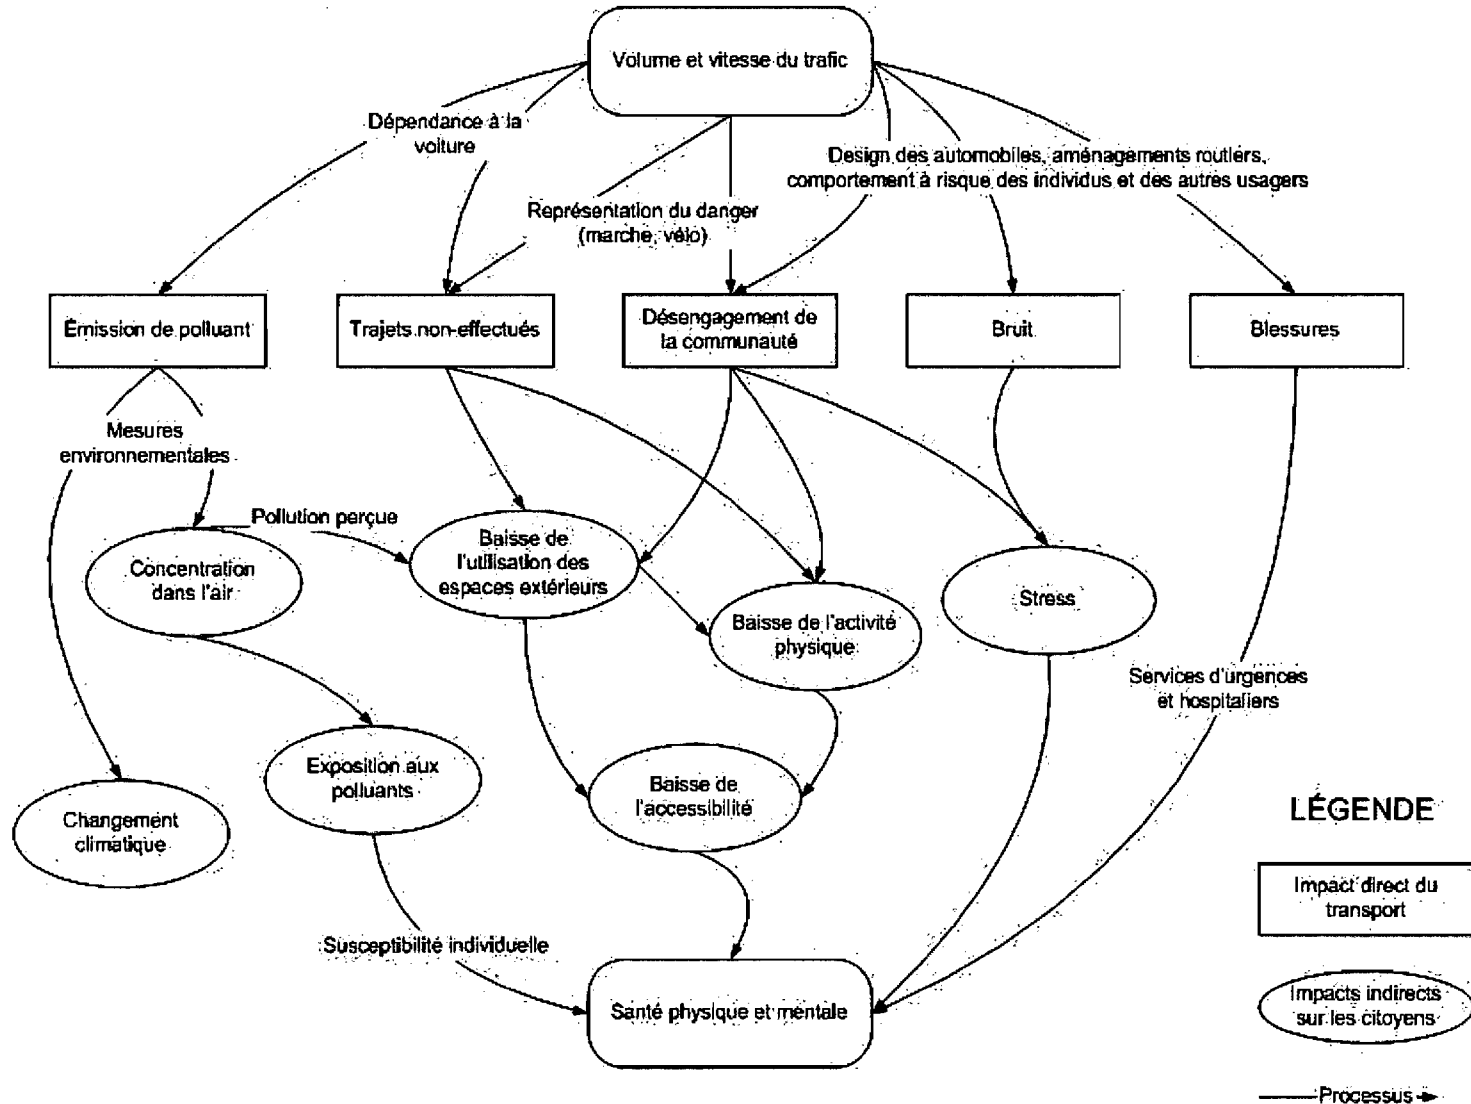 Volume et vitesse du trafic
Dépendance à la
voiture
Design des automobiles, aménagements routiers,
comportement à risque des individus et des autres usagers
Représentation du danger
(marche, vélo)
Émission de polluant
Trajets non-effectués
Désengagement de
la communauté
Bruit
Blessures
Mesures
environnementales
Pollution perçue
Concentration
dans l'air
Baisse de
l'utilisation des
espaces extérieurs
Baisse de l'activité
physique
Stress
Services d'urgences
et hospitaliers
Exposition aux
polluants
Baisse de
l'accessibilité
Changement
climatique
Susceptibilité individuelle
Santé physique et mentale
LÉGENDE
Impact direct du
transport
Impacts indirects
sur les citoyens
Processus